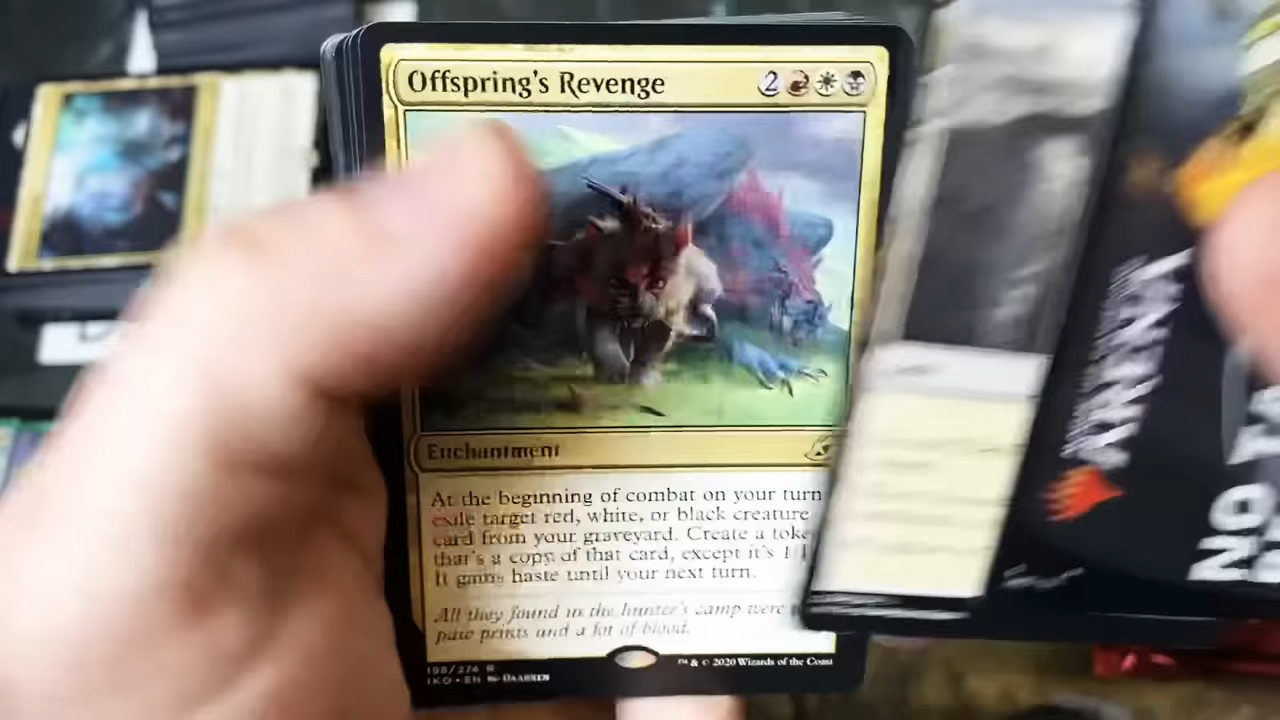 Offspring's Revenge 2
Enchantment
At the beginning of combat on your turn
exile target red, white, or black creature
card from your graveyard. Create a toke
that's a copy of that card, except it's 1/1
It gains haste until your next turn.
All they found in the hunter's camp were
paw prints and a lot of blood.
198/274 R
IKO • EN DAARKEN
™ & © 2020 Wizards of the Coast